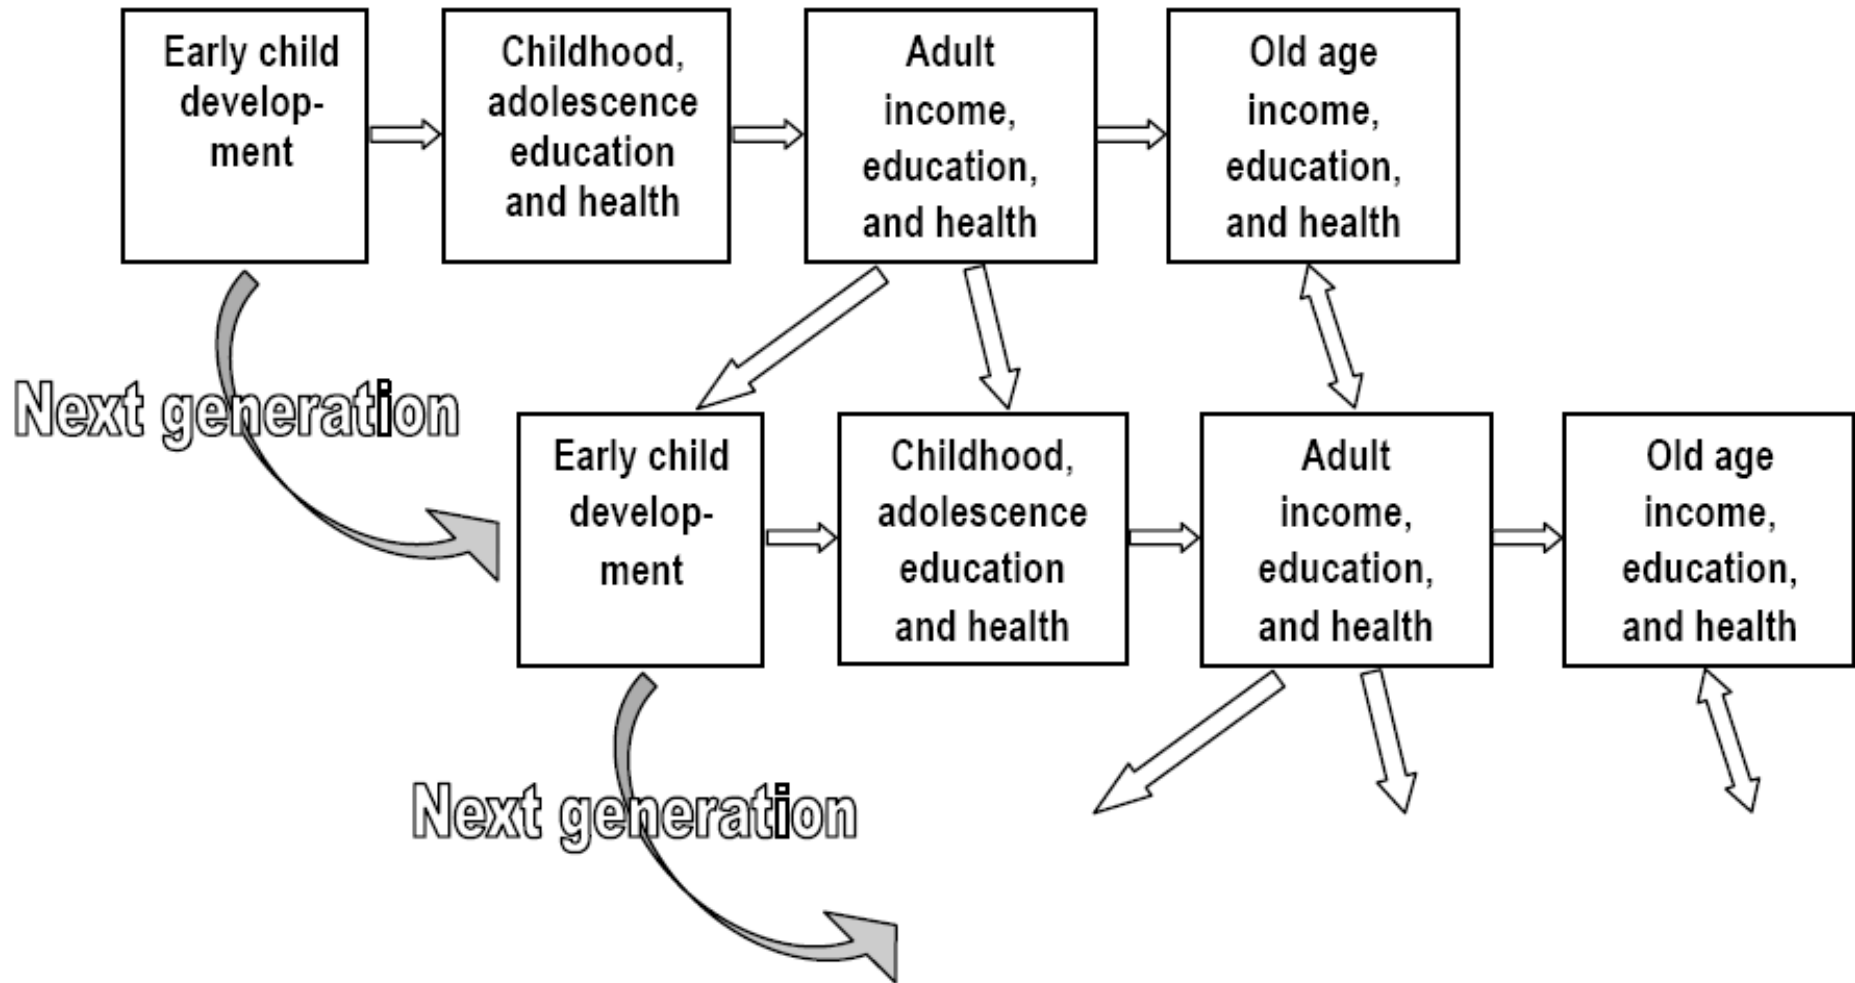 Early child
develop-
ment
Childhood,
adolescence
education
and health
Adult
income,
education,
and health
Old age
income,
education,
and health
Next generation
Early child
develop-
ment
Childhood,
adolescence
education
and health
Adult
income,
education,
and health
Old age
income,
education,
and health
Next generation